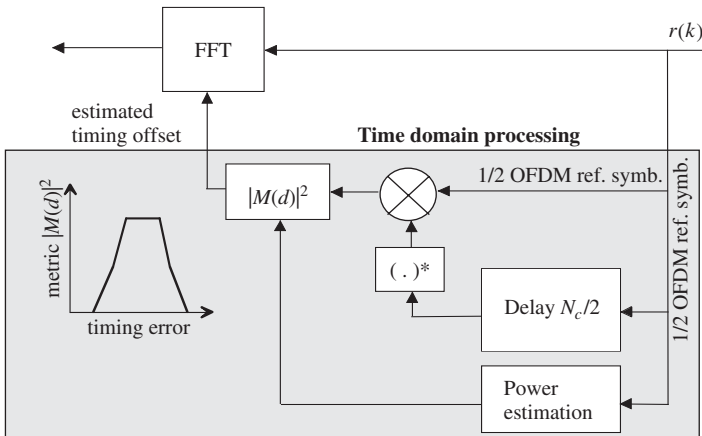 r(k)
FFT
estimated
timing offset
Time domain processing
1/2 OFDM ref. symb.
|M(d)|²
metric |M(d)|²
( . )*
1/2 OFDM ref. symb.
Delay N_c/2
timing error
Power
estimation